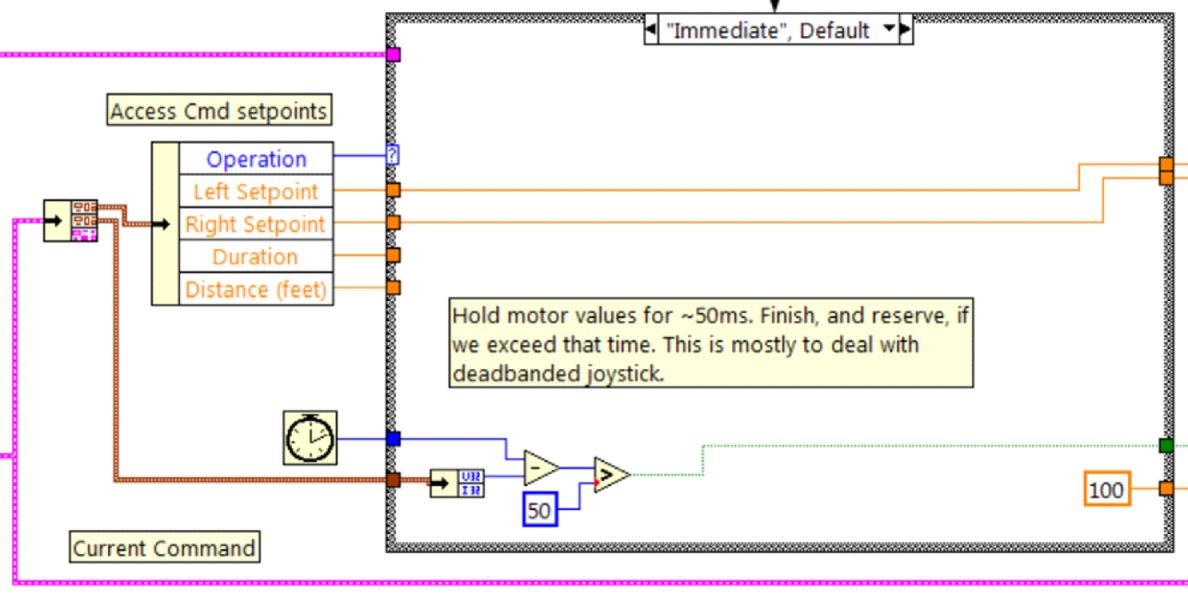 "Immediate", Default
Access Cmd setpoints
Operation
?
Left Setpoint
Right Setpoint
Duration
Distance (feet)
Hold motor values for ~50ms. Finish, and reserve, if
we exceed that time. This is mostly to deal with
deadbanded joystick.
-
>
U32
I32
50
100
Current Command